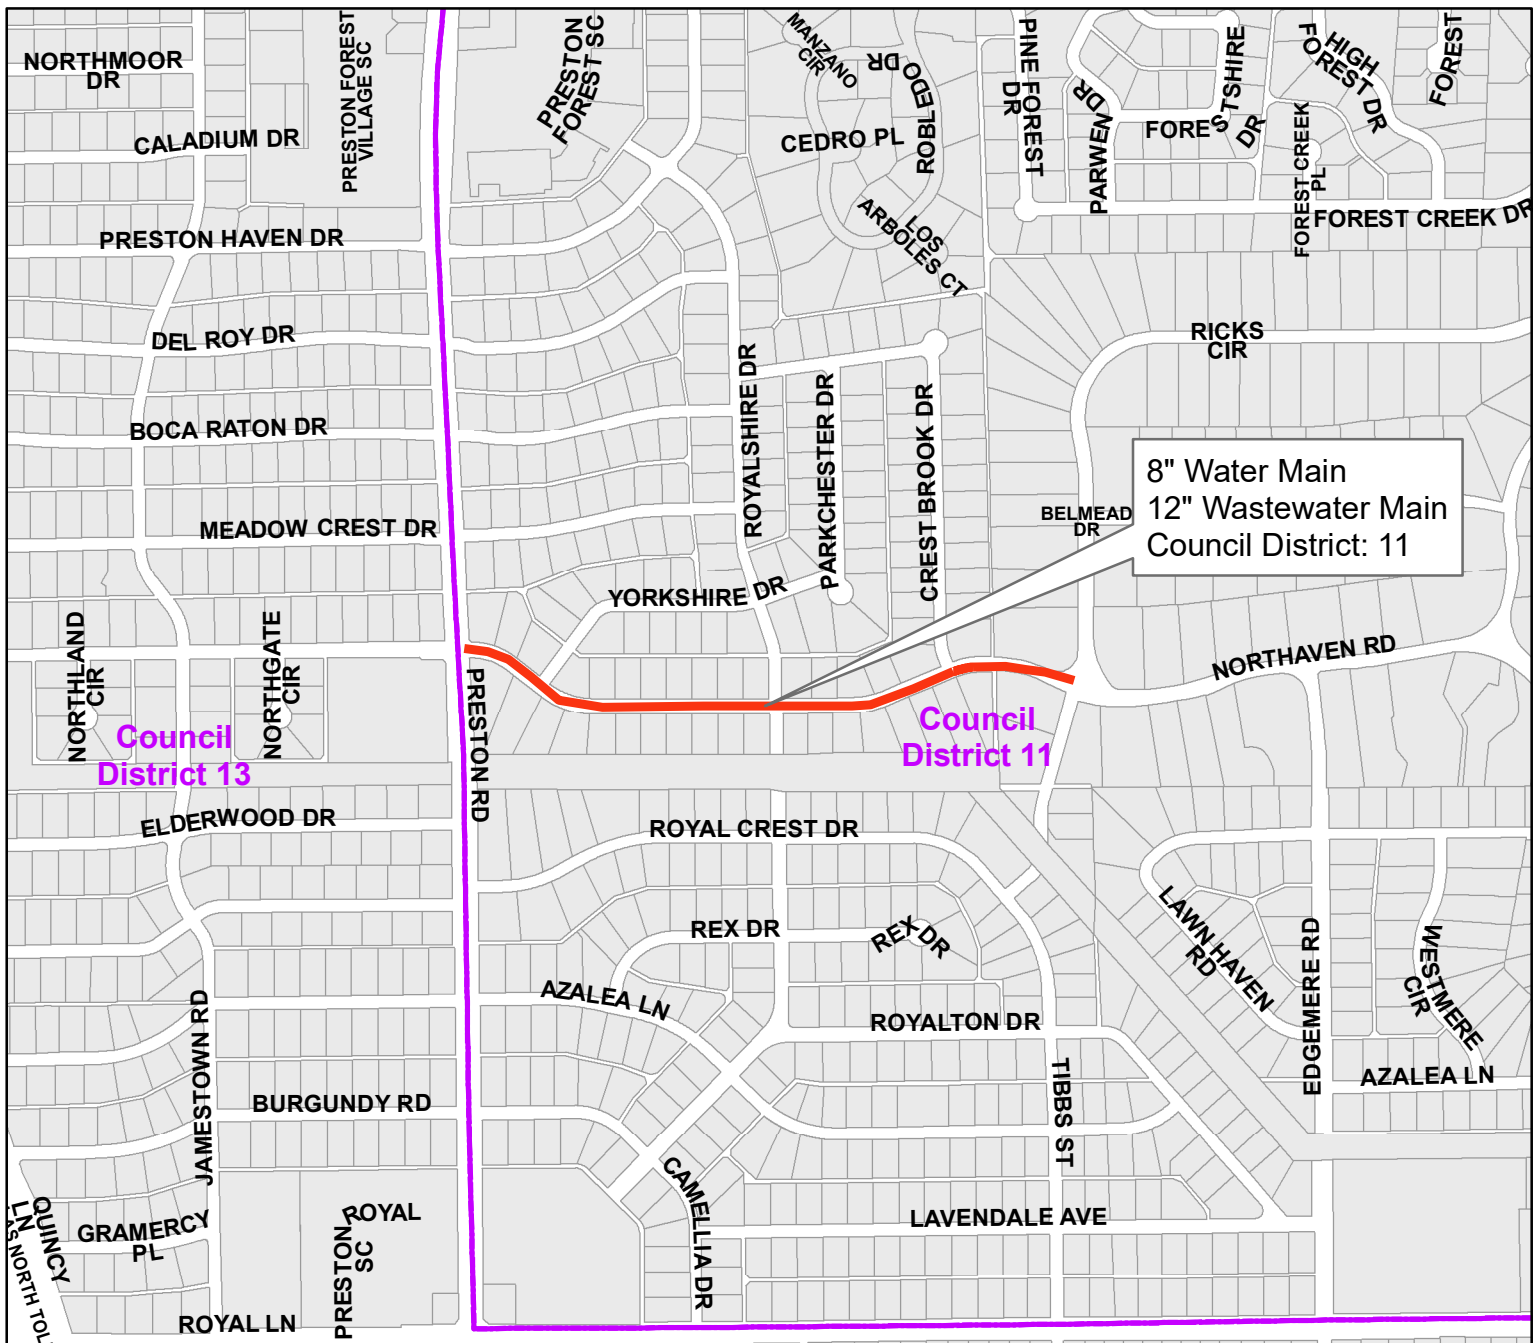 NORTHMOOR
DR
PRESTON FOREST
VILLAGE SC
PRESTON
FOREST SC
MANZANO
CIR
ROBLEDO DR
PINE FOREST
DR
PARWEN DR
FORESTSHIRE
DR
HIGH
FOREST DR
FOREST
CALADIUM DR
CEDRO PL
FOREST CREEK
PL
PRESTON HAVEN DR
LOS
ARBOLES CT
FOREST CREEK DR
DEL ROY DR
RICKS
CIR
BOCA RATON DR
ROYALSHIRE DR
PARKCHESTER DR
CREST BROOK DR
MEADOW CREST DR
BELMEAD
DR
8" Water Main
12" Wastewater Main
Council District: 11
YORKSHIRE DR
NORTHLAND
CIR
NORTHGATE
CIR
NORTHAVEN RD
PRESTON RD
Council
District 13
Council
District 11
ELDERWOOD DR
ROYAL CREST DR
REX DR
REX DR
LAWN HAVEN
RD
EDGEMERE RD
WESTMERE
CIR
AZALEA LN
ROYALTON DR
JAMESTOWN RD
BURGUNDY RD
TIBBS ST
AZALEA LN
CAMELLIA DR
QUINCY
LN
GRAMERCY
PL
PRESTON ROYAL
SC
LAVENDALE AVE
NORTH
ROYAL LN